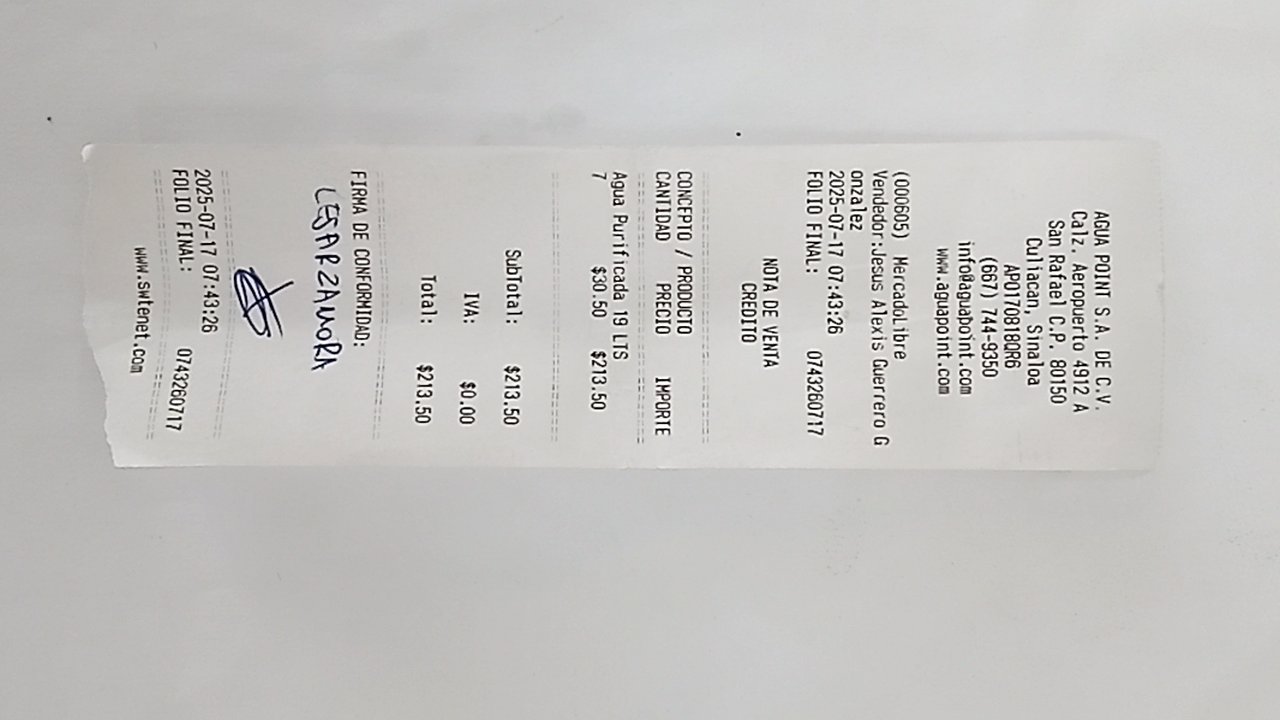 AGUA POINT S.A. DE C.V.
Calz. Aeropuerto 4912 A
San Rafael C.P. 80150
Culiacan, Sinaloa
APO170818QR6
(667) 744-9350
info@aguapoint.com
www.aguapoint.com
(000605) MercadoLibre
Vendedor:Jesus Alexis Guerrero G
onzalez
2025-07-17 07:43:26
FOLIO FINAL: 0743260717
NOTA DE VENTA
CREDITO
CONCEPTO / PRODUCTO
CANTIDAD PRECIO IMPORTE
Agua Purificada 19 LTS
7 $30.50 $213.50
SubTotal: $213.50
IVA: $0.00
Total: $213.50
FIRMA DE CONFORMIDAD:
CESAR ZAMORA
2025-07-17 07:43:26
FOLIO FINAL: 0743260717
www.swtenet.com